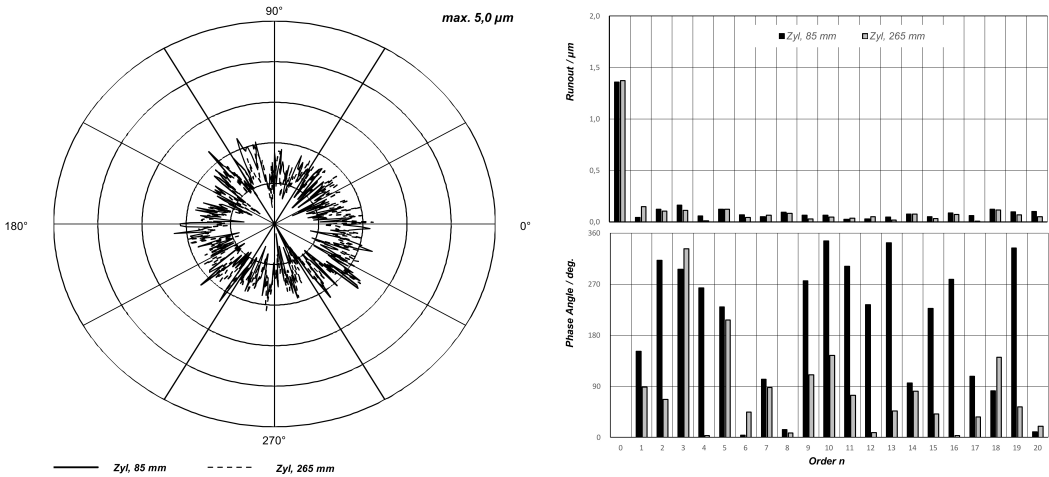 90°
max. 5,0 µm
180°
0°
270°
Zyl, 85 mm
Zyl, 265 mm
Runout / µm
2,0
1,5
1,0
0,5
0,0
Zyl, 85 mm
Zyl, 265 mm
Phase Angle / deg.
360
270
180
90
0
0 1 2 3 4 5 6 7 8 9 10 11 12 13 14 15 16 17 18 19 20
Order n